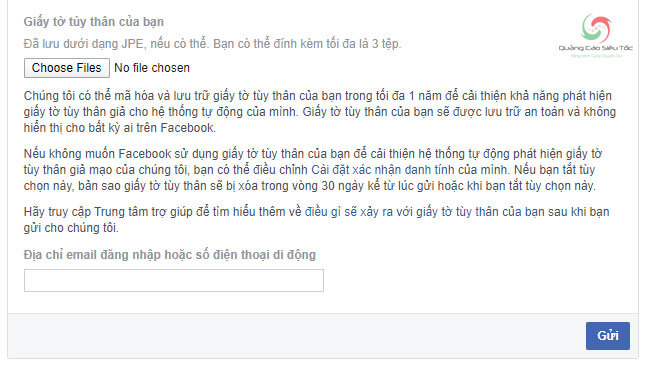 Giấy tờ tùy thân của bạn
Đã lưu dưới dạng JPE, nếu có thể. Bạn có thể đính kèm tối đa là 3 tệp.
Quảng Cáo Siêu Tốc
Choose Files No file chosen
Chúng tôi có thể mã hóa và lưu trữ giấy tờ tùy thân của bạn trong tối đa 1 năm để cải thiện khả năng phát hiện
giấy tờ tùy thân giả cho hệ thống tự động của mình. Giấy tờ tùy thân của bạn sẽ được lưu trữ an toàn và không
hiển thị cho bất kỳ ai trên Facebook.
Nếu không muốn Facebook sử dụng giấy tờ tùy thân của bạn để cải thiện hệ thống tự động phát hiện giấy tờ
tùy thân giả mạo của chúng tôi, bạn có thể điều chỉnh Cài đặt xác nhận danh tính của mình. Nếu bạn tắt tùy
chọn này, bản sao giấy tờ tùy thân sẽ bị xóa trong vòng 30 ngày kể từ lúc gửi hoặc khi bạn tắt tùy chọn này.
Hãy truy cập Trung tâm trợ giúp để tìm hiểu thêm về điều gì sẽ xảy ra với giấy tờ tùy thân của bạn sau khi bạn
gửi cho chúng tôi.
Địa chỉ email đăng nhập hoặc số điện thoại di động
Gửi